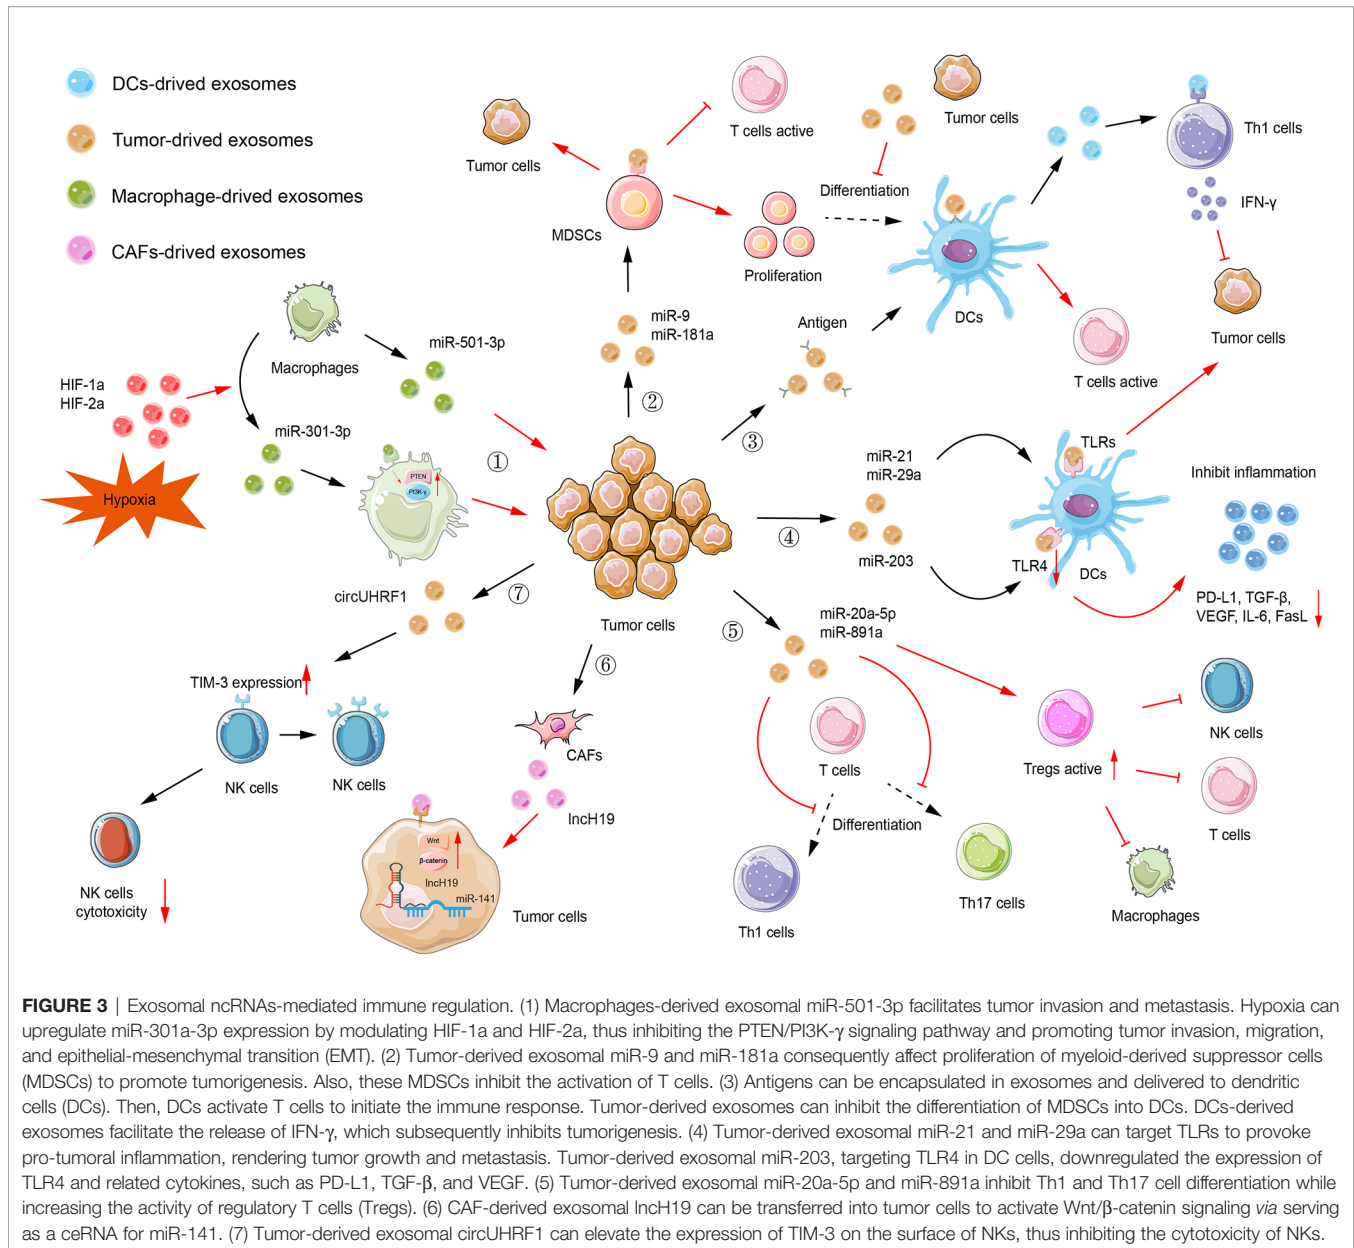 DCs-drived exosomes
Tumor-drived exosomes
Macrophage-drived exosomes
CAFs-drived exosomes
Tumor cells
T cells active
MDSCs
Proliferation
miR-9
miR-181a
Tumor cells
Differentiation
DCs
Th1 cells
IFN-γ
Tumor cells
T cells active
Antigen
Macrophages
miR-501-3p
HIF-1a
HIF-2a
miR-301-3p
Hypoxia
PTEN
PI3K-γ
①
②
③
④
⑤
⑥
⑦
Tumor cells
miR-21
miR-29a
miR-203
TLRs
TLR4
DCs
Inhibit inflammation
PD-L1, TGF-β,
VEGF, IL-6, FasL
circUHRF1
TIM-3 expression
NK cells
NK cells
NK cells
cytotoxicity
CAFs
lncH19
Wnt
β-catenin
lncH19
miR-141
Tumor cells
miR-20a-5p
miR-891a
T cells
Differentiation
Th1 cells
Th17 cells
Tregs active
NK cells
T cells
Macrophages
FIGURE 3 | Exosomal ncRNAs-mediated immune regulation. (1) Macrophages-derived exosomal miR-501-3p facilitates tumor invasion and metastasis. Hypoxia can
upregulate miR-301a-3p expression by modulating HIF-1a and HIF-2a, thus inhibiting the PTEN/PI3K-γ signaling pathway and promoting tumor invasion, migration,
and epithelial-mesenchymal transition (EMT). (2) Tumor-derived exosomal miR-9 and miR-181a consequently affect proliferation of myeloid-derived suppressor cells
(MDSCs) to promote tumorigenesis. Also, these MDSCs inhibit the activation of T cells. (3) Antigens can be encapsulated in exosomes and delivered to dendritic
cells (DCs). Then, DCs activate T cells to initiate the immune response. Tumor-derived exosomes can inhibit the differentiation of MDSCs into DCs. DCs-derived
exosomes facilitate the release of IFN-γ, which subsequently inhibits tumorigenesis. (4) Tumor-derived exosomal miR-21 and miR-29a can target TLRs to provoke
pro-tumoral inflammation, rendering tumor growth and metastasis. Tumor-derived exosomal miR-203, targeting TLR4 in DC cells, downregulated the expression of
TLR4 and related cytokines, such as PD-L1, TGF-β, and VEGF. (5) Tumor-derived exosomal miR-20a-5p and miR-891a inhibit Th1 and Th17 cell differentiation while
increasing the activity of regulatory T cells (Tregs). (6) CAF-derived exosomal lncH19 can be transferred into tumor cells to activate Wnt/β-catenin signaling via serving
as a ceRNA for miR-141. (7) Tumor-derived exosomal circUHRF1 can elevate the expression of TIM-3 on the surface of NKs, thus inhibiting the cytotoxicity of NKs.